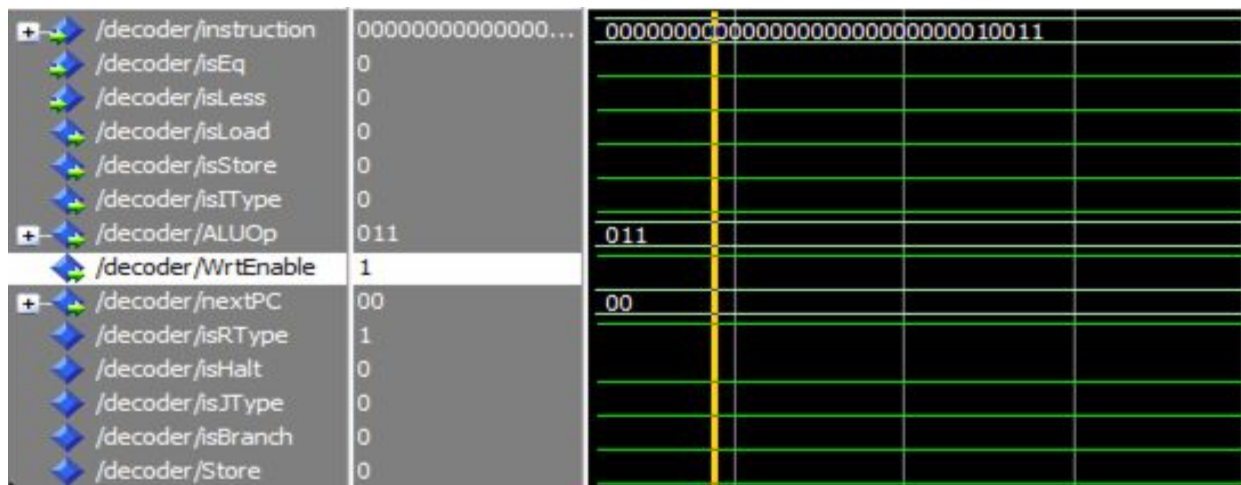 /decoder/instruction 00000000000000... 00000000000000000000000000010011
/decoder/isEq 0
/decoder/isLess 0
/decoder/isLoad 0
/decoder/isStore 0
/decoder/isIType 0
/decoder/ALUOp 011 011
/decoder/WrtEnable 1
/decoder/nextPC 00 00
/decoder/isRType 1
/decoder/isHalt 0
/decoder/isJType 0
/decoder/isBranch 0
/decoder/Store 0